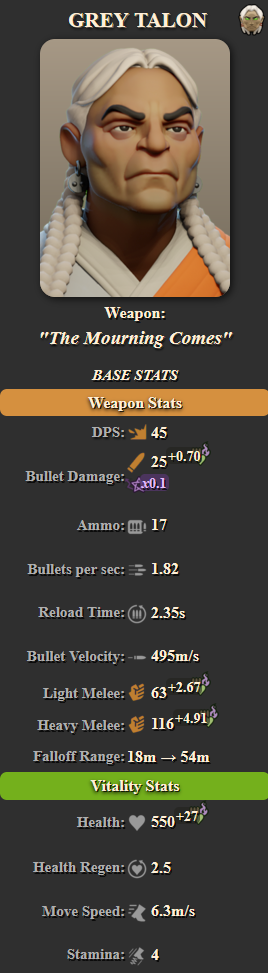 GREY TALON
Weapon:
"The Mourning Comes"
BASE STATS
Weapon Stats
DPS: 45
Bullet Damage: 25 +0.70
x0.1
Ammo: 17
Bullets per sec: 1.82
Reload Time: 2.35s
Bullet Velocity: 495m/s
Light Melee: 63 +2.67
Heavy Melee: 116 +4.91
Falloff Range: 18m → 54m
Vitality Stats
Health: 550 +27
Health Regen: 2.5
Move Speed: 6.3m/s
Stamina: 4